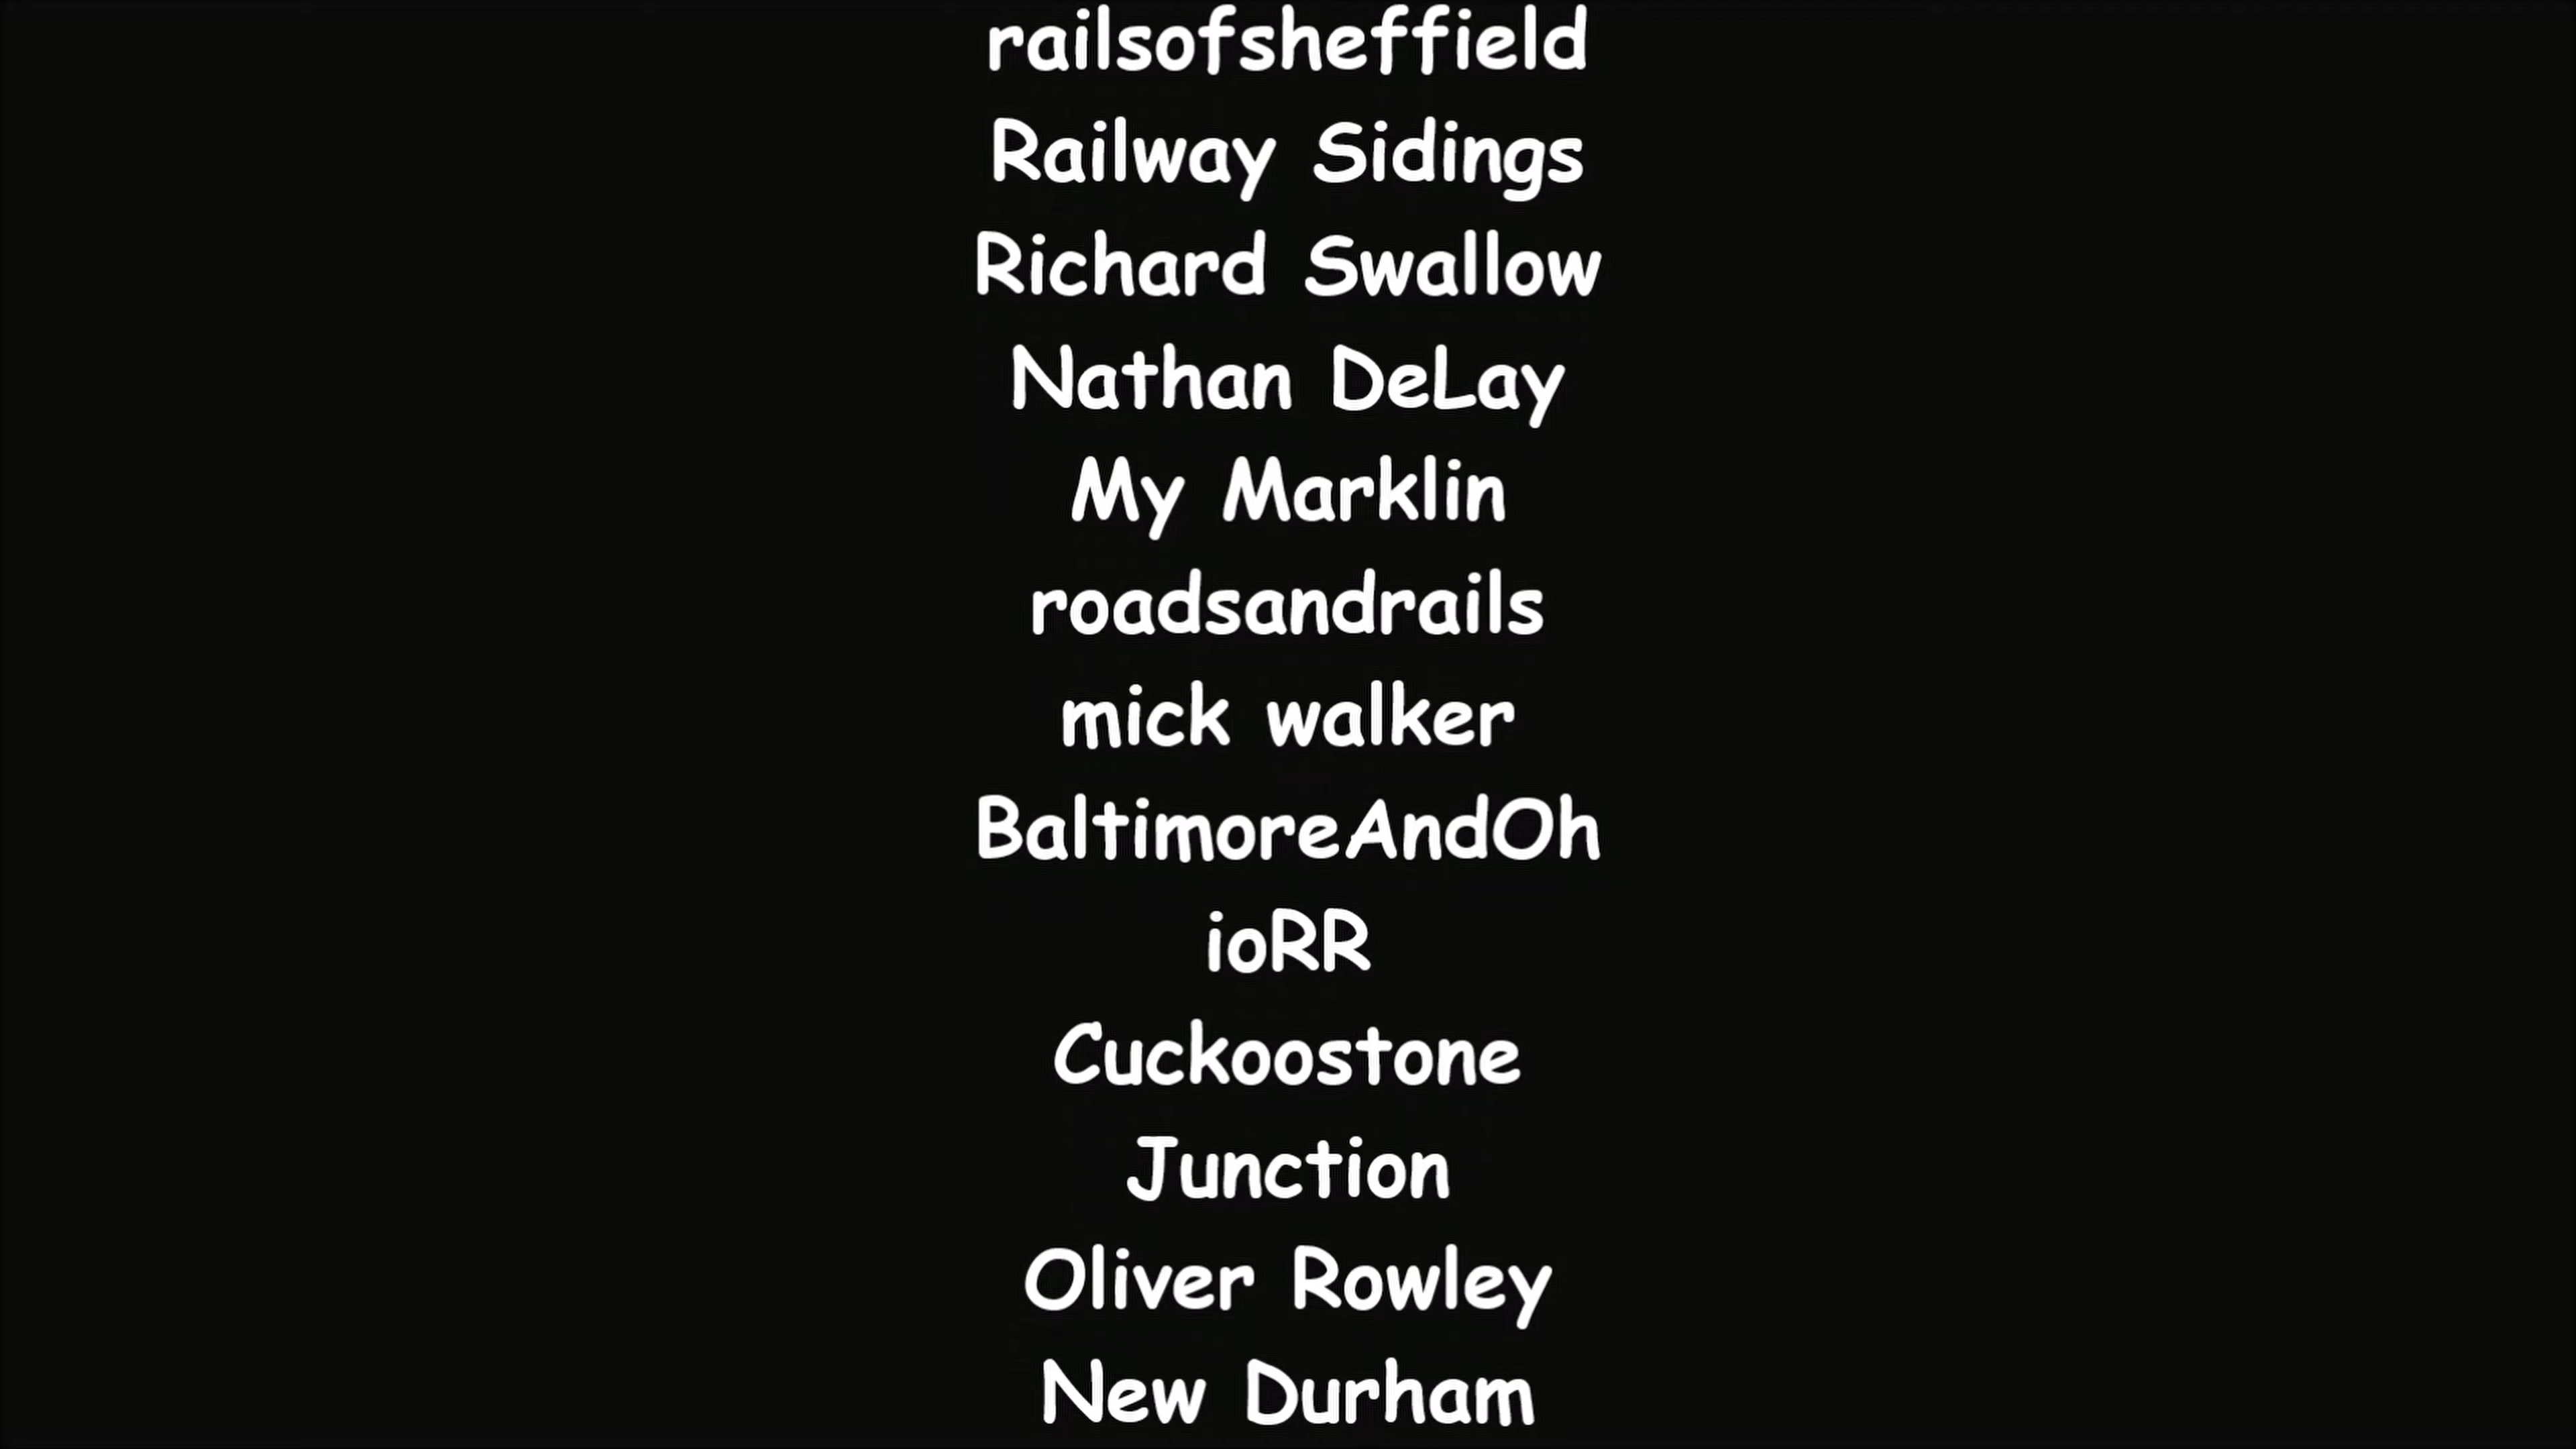 railsofsheffield
Railway Sidings
Richard Swallow
Nathan DeLay
My Marklin
roadsandrails
mick walker
BaltimoreAndOh
ioRR
Cuckoostone
Junction
Oliver Rowley
New Durham